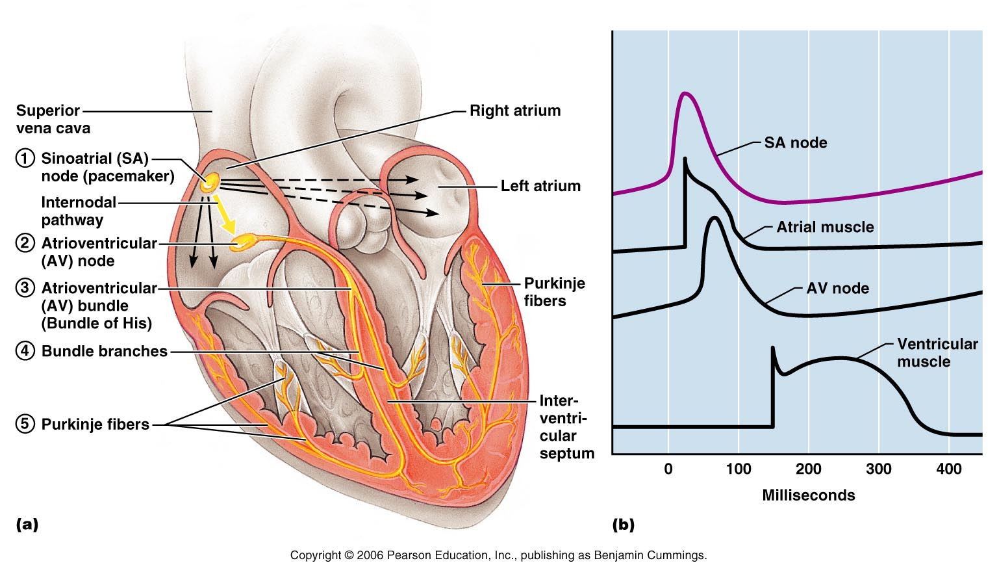 Superior
vena cava
1 Sinoatrial (SA)
node (pacemaker)
Internodal
pathway
2 Atrioventricular
(AV) node
3 Atrioventricular
(AV) bundle
(Bundle of His)
4 Bundle branches
5 Purkinje fibers
Right atrium
Left atrium
Purkinje
fibers
Inter-
ventri-
cular
septum
(a)
SA node
Atrial muscle
AV node
Ventricular
muscle
0 100 200 300 400
Milliseconds
(b)
Copyright © 2006 Pearson Education, Inc., publishing as Benjamin Cummings.